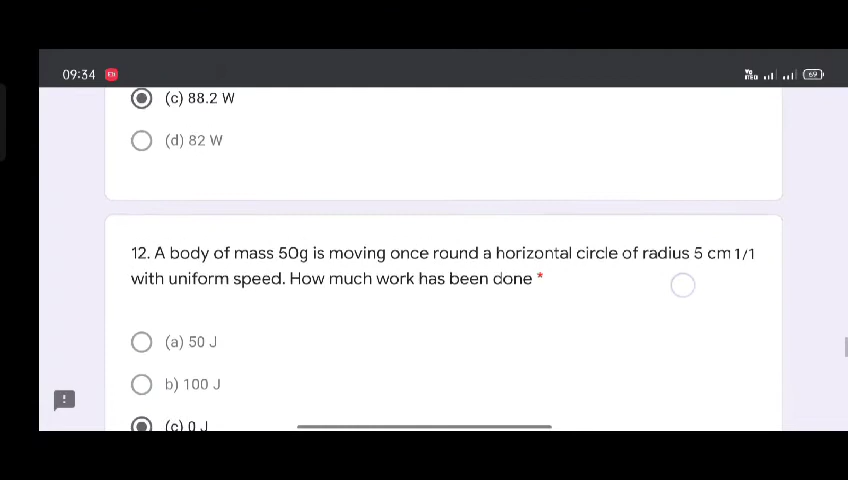 09:34
69
(c) 88.2 W
(d) 82 W
12. A body of mass 50g is moving once round a horizontal circle of radius 5 cm 1/1
with uniform speed. How much work has been done *
(a) 50 J
b) 100 J
(c) 0 J